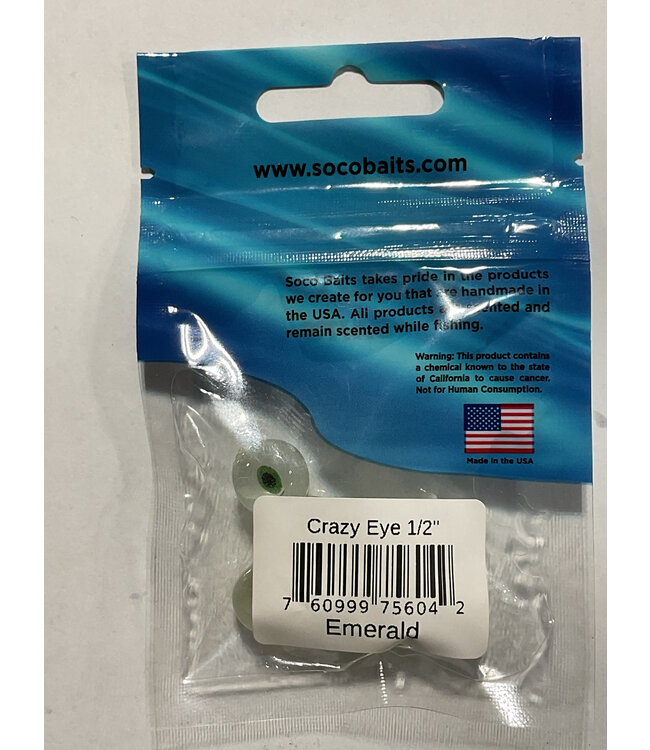 www.socobaits.com
Soco Baits takes pride in the products
we create for you that are handmade in
the USA. All products are scented and
remain scented while fishing.
Warning: This product contains
a chemical known to the state
of California to cause cancer.
Not for Human Consumption.
Made in the USA
Crazy Eye 1/2"
7 60999 75604 2
Emerald